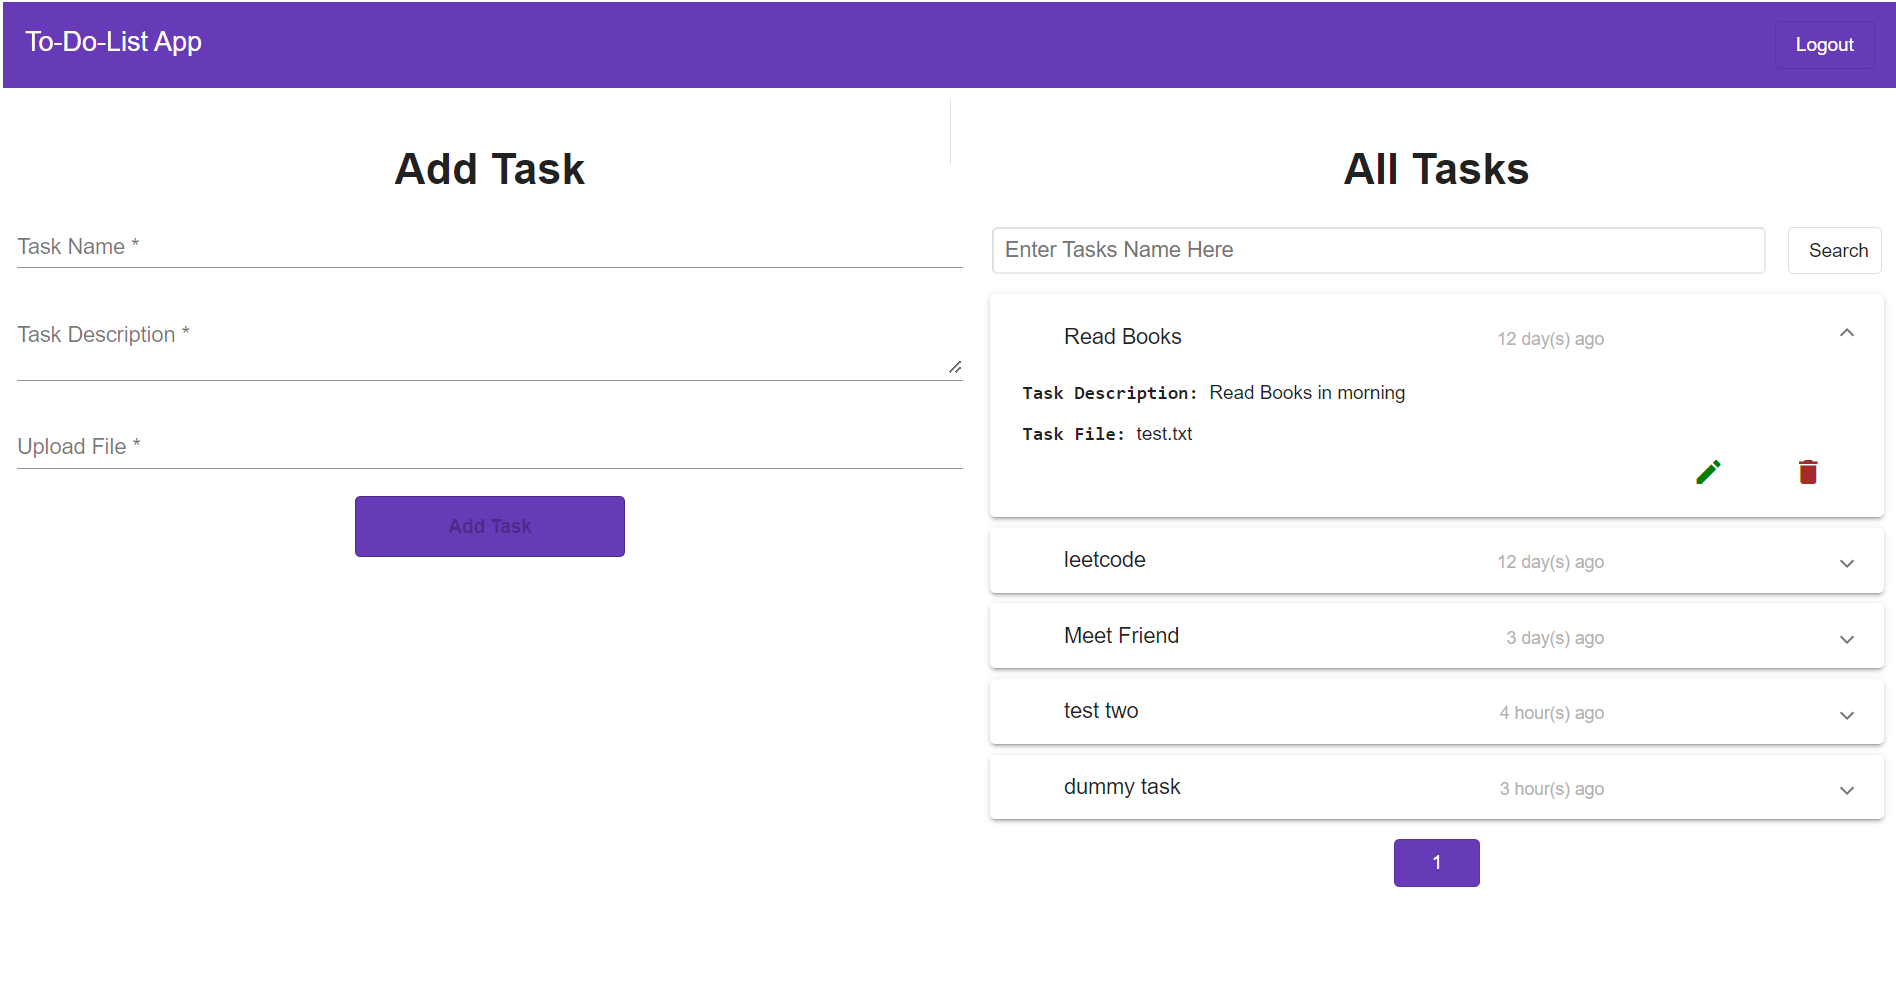 To-Do-List App
Logout
Add Task
Task Name *
Task Description *
Upload File *
Add Task
All Tasks
Enter Tasks Name Here
Search
Read Books
12 day(s) ago
Task Description: Read Books in morning
Task File: test.txt
leetcode
12 day(s) ago
Meet Friend
3 day(s) ago
test two
4 hour(s) ago
dummy task
3 hour(s) ago
1